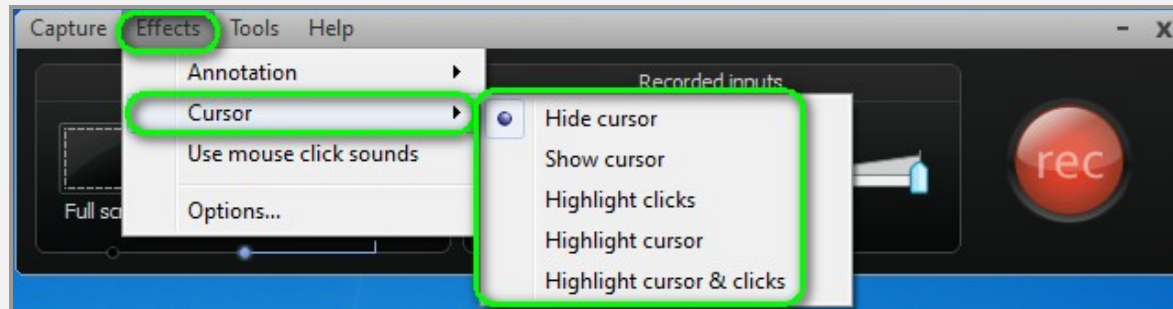 Capture Effects Tools Help - x
Annotation
Recorded inputs
Cursor
Hide cursor
Use mouse click sounds
Show cursor
rec
Highlight clicks
Full
Options...
Highlight cursor
Highlight cursor & clicks